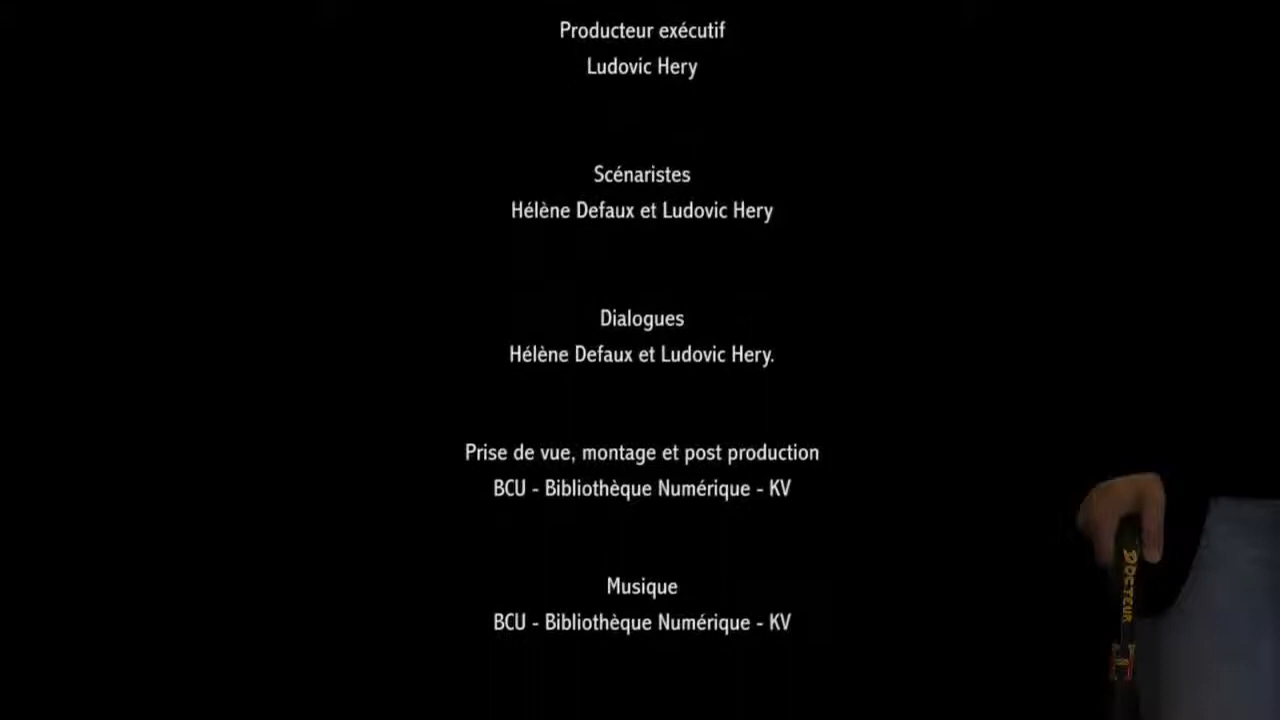 Producteur exécutif
Ludovic Hery
Scénaristes
Hélène Defaux et Ludovic Hery
Dialogues
Hélène Defaux et Ludovic Hery.
Prise de vue, montage et post production
BCU - Bibliothèque Numérique - KV
Musique
BCU - Bibliothèque Numérique - KV
DOCTEUR
H